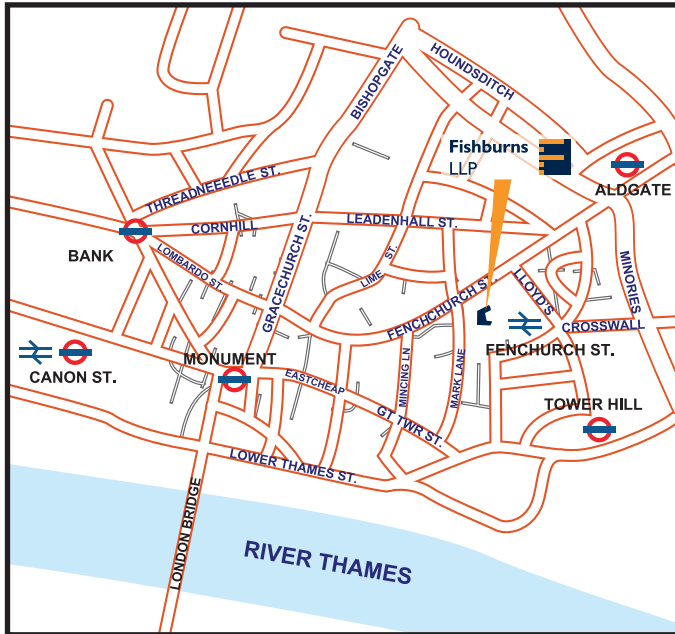 HOUNDSDITCH
BISHOPGATE
Fishburns
LLP
ALDGATE
THREADNEEEDLE ST.
CORNHILL
LEADENHALL ST.
BANK
LOMBARDO ST.
GRACECHURCH ST.
LIME ST.
FENCHCHURCH ST.
LLOYD'S
MINORIES
CROSSWALL
FENCHURCH ST.
CANON ST.
MONUMENT
EASTCHEAP
MINCING LN
MARK LANE
GT TWR ST.
TOWER HILL
LOWER THAMES ST.
LONDON BRIDGE
RIVER THAMES